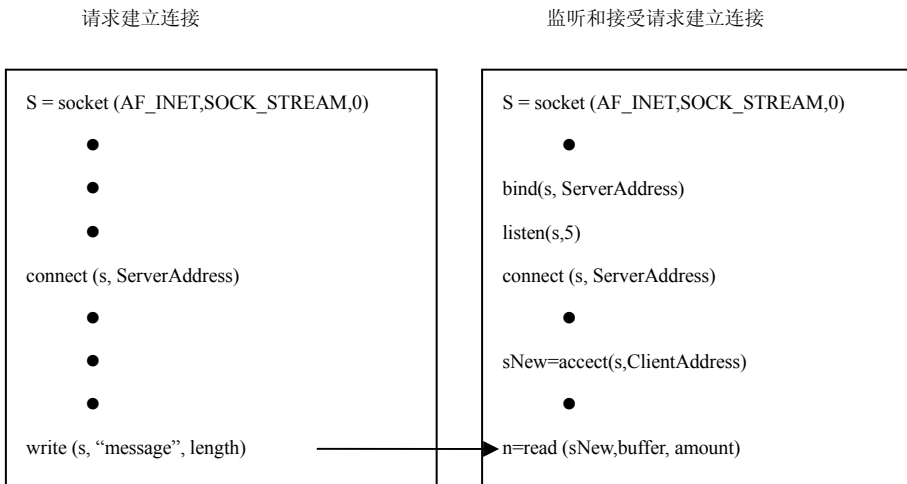 请求建立连接
监听和接受请求建立连接
S = socket (AF_INET,SOCK_STREAM,0)
connect (s, ServerAddress)
write (s, “message”, length)
S = socket (AF_INET,SOCK_STREAM,0)
bind(s, ServerAddress)
listen(s,5)
connect (s, ServerAddress)
sNew=accect(s,ClientAddress)
n=read (sNew,buffer, amount)